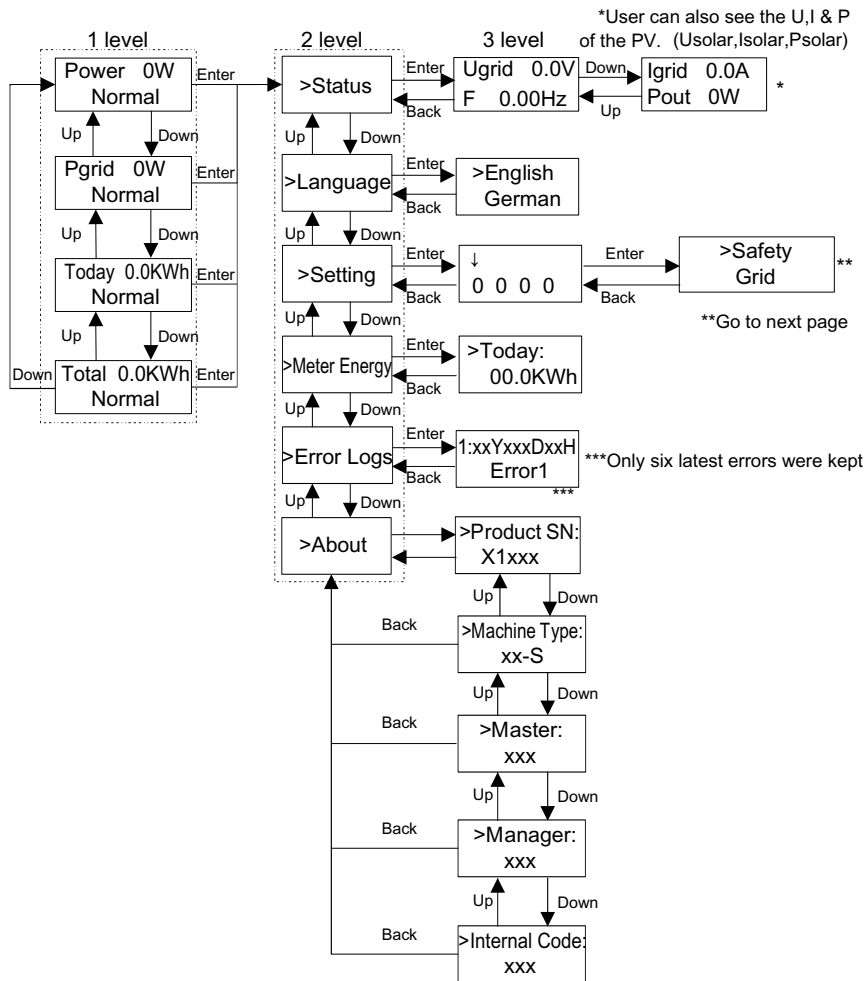 *User can also see the U,I & P
of the PV. (Usolar,Isolar,Psolar)
1 level
2 level
3 level
Power 0W
Normal
Enter
>Status
Enter
Back
Ugrid 0.0V
F 0.00Hz
Down
Up
Igrid 0.0A
Pout 0W
*
Up
Down
Up
Down
Pgrid 0W
Normal
Enter
>Language
Enter
Back
>English
German
Up
Down
Up
Down
Today 0.0KWh
Normal
Enter
>Setting
Enter
Back
↓
0 0 0 0
Enter
Back
>Safety
Grid
**
**Go to next page
Up
Down
Up
Down
Down
Total 0.0KWh
Normal
Enter
>Meter Energy
Enter
Back
>Today:
00.0KWh
Up
Down
>Error Logs
Enter
Back
1:xxYxxxDxxH
Error1
***
***Only six latest errors were kept
Up
Down
>About
>Product SN:
X1xxx
Up
Down
Back
>Machine Type:
xx-S
Up
Down
Back
>Master:
xxx
Up
Down
Back
>Manager:
xxx
Up
Down
Back
>Internal Code:
xxx